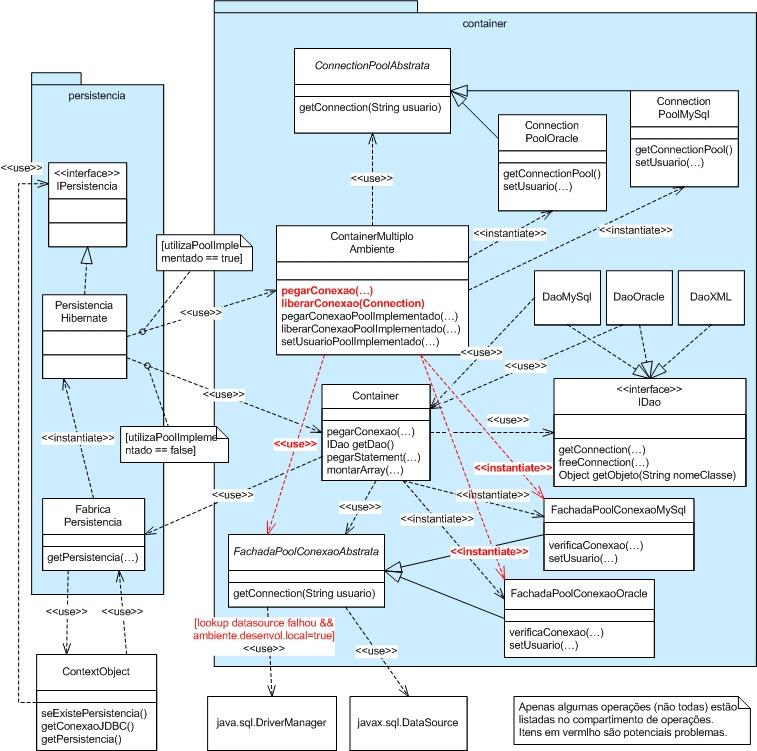 container
persistencia
ConnectionPoolAbstrata
getConnection(String usuario)
Connection
PoolOracle
getConnectionPool()
setUsuario(…)
Connection
PoolMySql
getConnectionPool()
setUsuario(…)
<<use>>
<<interface>>
IPersistencia
<<use>>
<<instantiate>>
<<instantiate>>
[utilizaPoolImple
mentado == true]
ContainerMultiplo
Ambiente
pegarConexao(…)
liberarConexao(Connection)
pegarConexaoPoolImplementado(…)
liberarConexaoPoolImplementado(…)
setUsuarioPoolImplementado(…)
Persistencia
Hibernate
<<use>>
DaoMySql
DaoOracle
DaoXML
<<use>>
<<use>>
Container
pegarConexao(…)
IDao getDao()
pegarStatement(…)
montarArray(…)
<<use>>
<<interface>>
IDao
getConnection(…)
freeConnection(…)
Object getObjeto(String nomeClasse)
<<instantiate>>
[utilizaPoolImpleme
ntado == false]
<<use>>
<<instantiate>>
<<use>>
<<use>>
<<instantiate>>
<<instantiate>>
<<instantiate>>
Fabrica
Persistencia
getPersistencia(…)
FachadaPoolConexaoMySql
verificaConexao(…)
setUsuario(…)
FachadaPoolConexaoAbstrata
getConnection(String usuario)
FachadaPoolConexaoOracle
verificaConexao(…)
setUsuario(…)
<<use>>
<<use>>
[lookup datasource falhou &&
ambiente.desenvol.local=true]
<<use>>
<<use>>
ContextObject
seExistePersistencia()
getConexaoJDBC()
getPersistencia()
java.sql.DriverManager
javax.sql.DataSource
Apenas algumas operações (não todas) estão
listadas no compartimento de operações.
Itens em vermlho são potenciais problemas.